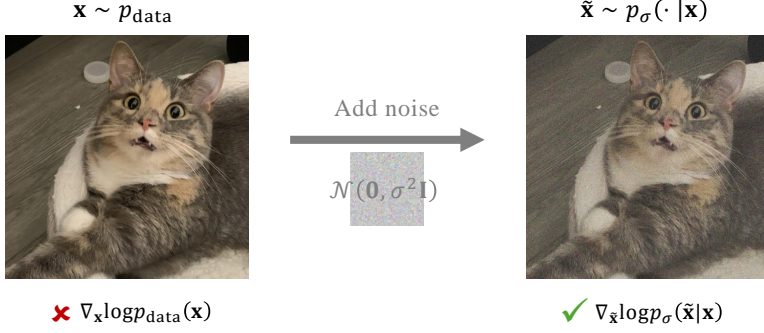 𝐱 ∼ p_data
𝐱̃ ∼ p_σ(· |𝐱)
Add noise
𝒩(𝟎, σ²𝐈)
✘ ∇_𝐱 log p_data(𝐱)
✓ ∇_𝐱̃ log p_σ(𝐱̃|𝐱)